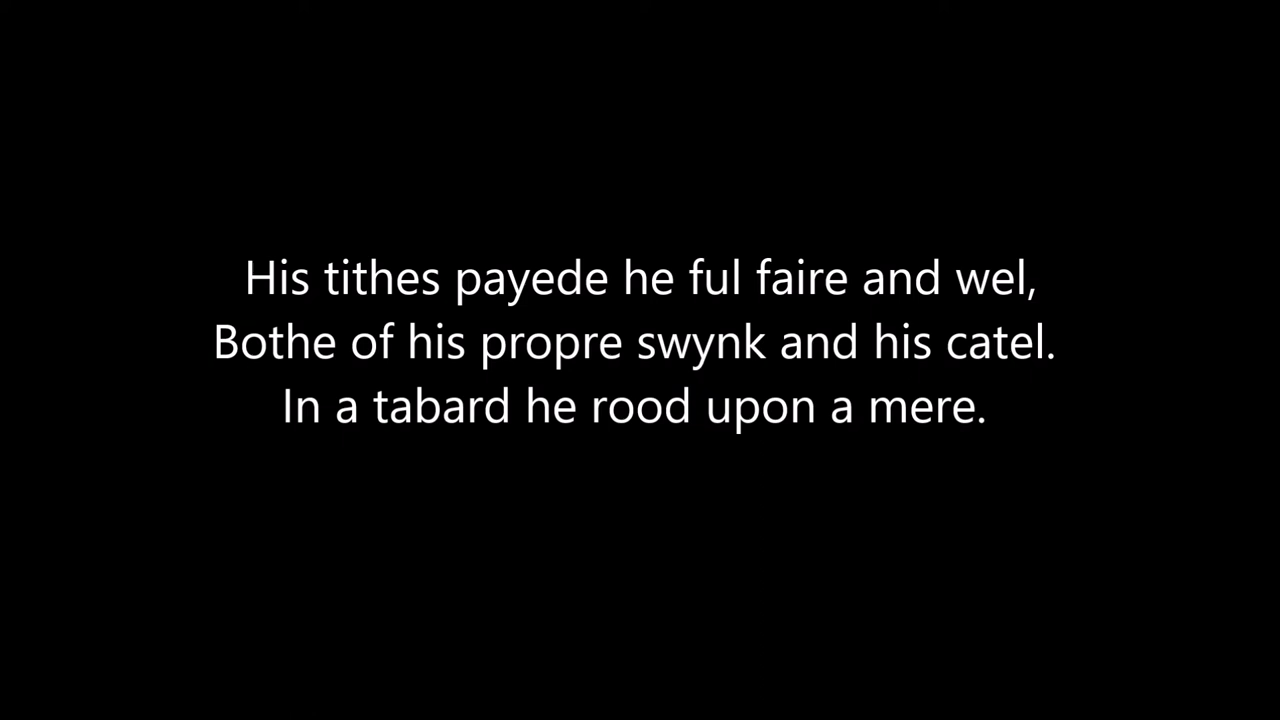 His tithes payede he ful faire and wel,
Bothe of his propre swynk and his catel.
In a tabard he rood upon a mere.